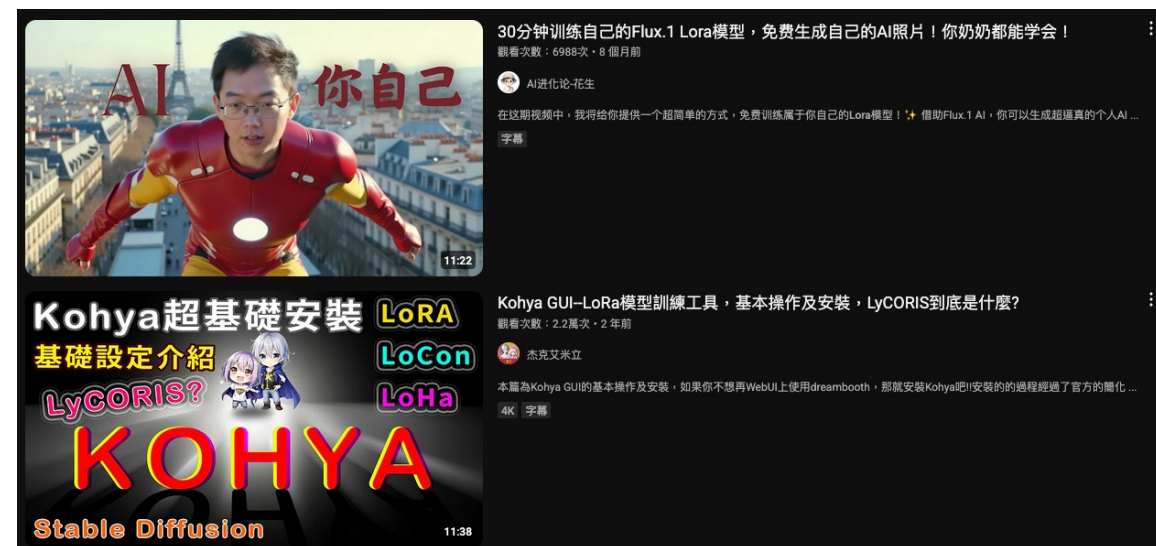 AI 你自己
11:22
30分钟训练自己的Flux.1 Lora模型，免费生成自己的AI照片！你奶奶都能学会！
觀看次數：6988次・8 個月前
AI进化论-花生
在这期视频中，我将给你提供一个超简单的方式，免费训练属于你自己的Lora模型！✨ 借助Flux.1 AI，你可以生成超逼真的个人AI ...
字幕
Kohya超基礎安裝 LoRA
基礎設定介紹 LoCon
LyCORIS? LoHa
KOHYA
Stable Diffusion
11:38
Kohya GUI--LoRa模型訓練工具，基本操作及安裝，LyCORIS到底是什麼?
觀看次數：2.2萬次・2 年前
杰克艾米立
本篇為Kohya GUI的基本操作及安裝，如果你不想再WebUI上使用dreambooth，那就安裝Kohya吧!!安裝的的過程經過了官方的簡化 ...
4K 字幕